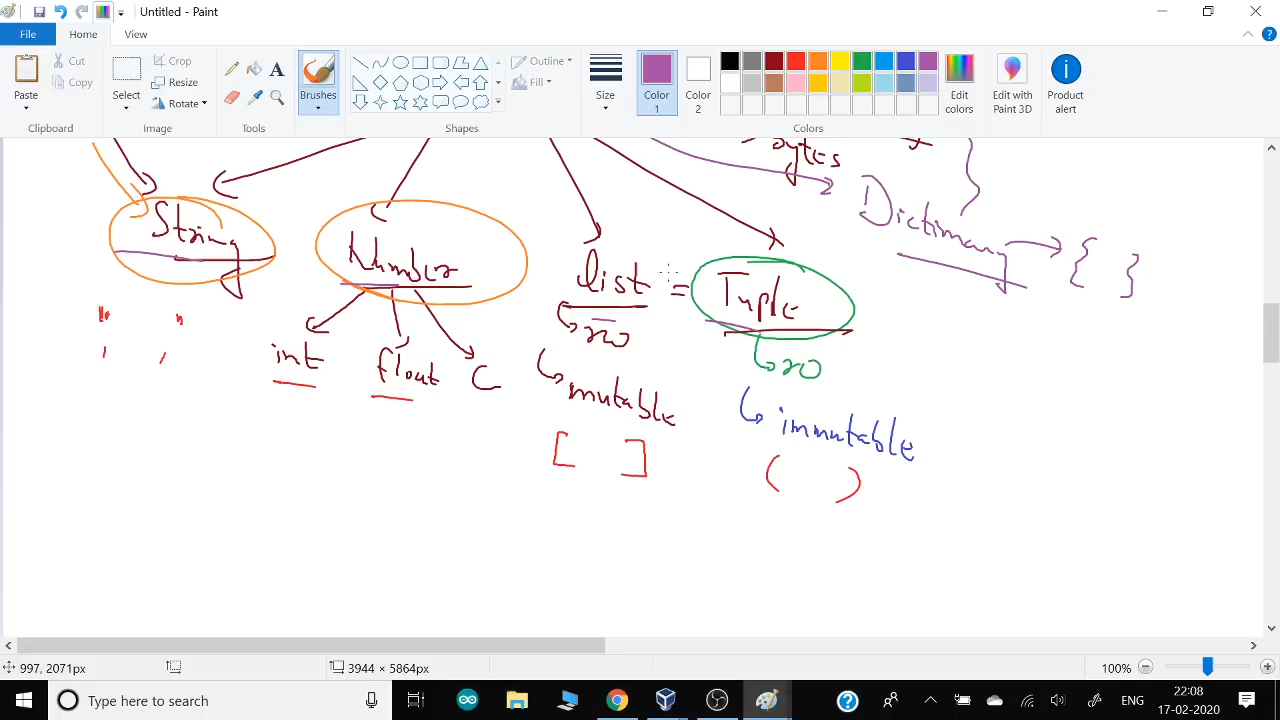 Untitled - Paint
File
Home
View
Paste
Cut
Copy
Clipboard
Select
Crop
Resize
Rotate
Image
Tools
Brushes
Shapes
Outline
Fill
Size
Color 1
Color 2
Colors
Edit colors
Edit with Paint 3D
Product alert
bytes
Dictionary { }
String
Number
list = Tuple
" "
' '
int
float
C
mutable
immutable
[ ]
( )
997, 2071px
3944 × 5864px
100%
Type here to search
ENG
22:08
17-02-2020